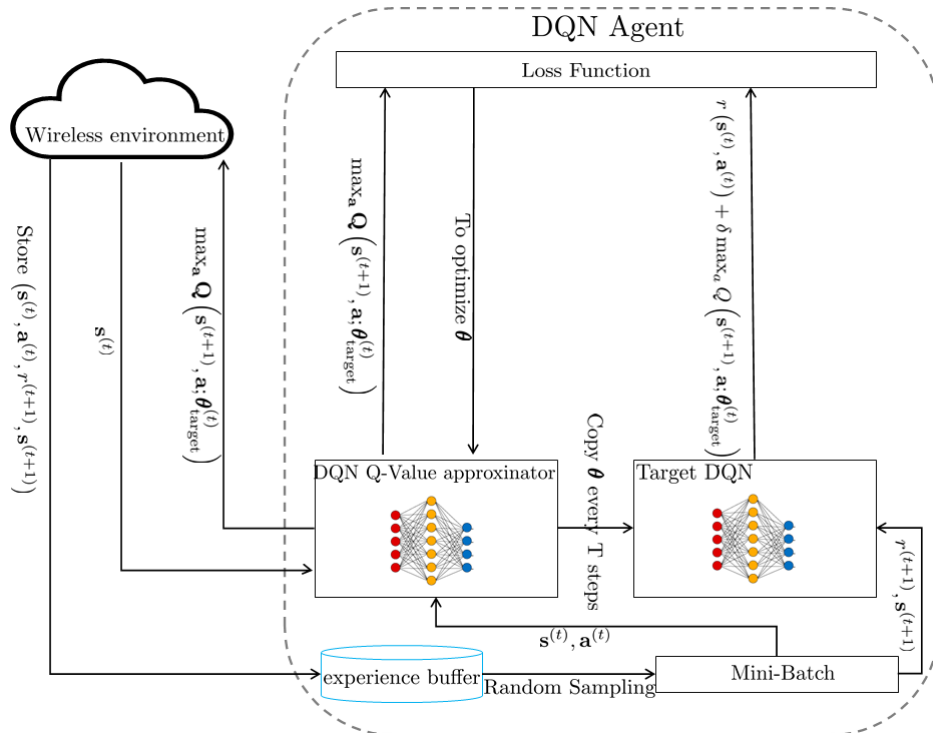 DQN Agent
Loss Function
Wireless environment
Store (s^(t), a^(t), r^(t+1), s^(t+1))
s^(t)
max_a Q (s^(t+1), a; θ_target^(t))
max_a Q (s^(t+1), a; θ_target^(t))
To optimize θ
r (s^(t), a^(t)) + δ max_a Q (s^(t+1), a; θ_target^(t))
DQN Q-Value approxinator
Copy θ every T steps
Target DQN
s^(t), a^(t)
r^(t+1), s^(t+1)
experience buffer
Random Sampling
Mini-Batch